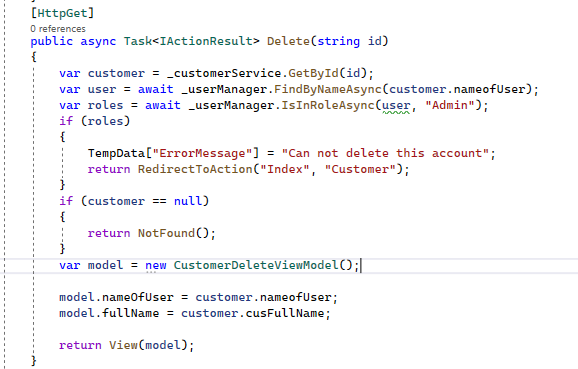 [HttpGet]
0 references
public async Task<IActionResult> Delete(string id)
{
var customer = _customerService.GetById(id);
var user = await _userManager.FindByNameAsync(customer.nameofUser);
var roles = await _userManager.IsInRoleAsync(user, "Admin");
if (roles)
{
TempData["ErrorMessage"] = "Can not delete this account";
return RedirectToAction("Index", "Customer");
}
if (customer == null)
{
return NotFound();
}
var model = new CustomerDeleteViewModel();
model.nameOfUser = customer.nameofUser;
model.fullName = customer.cusFullName;
return View(model);
}